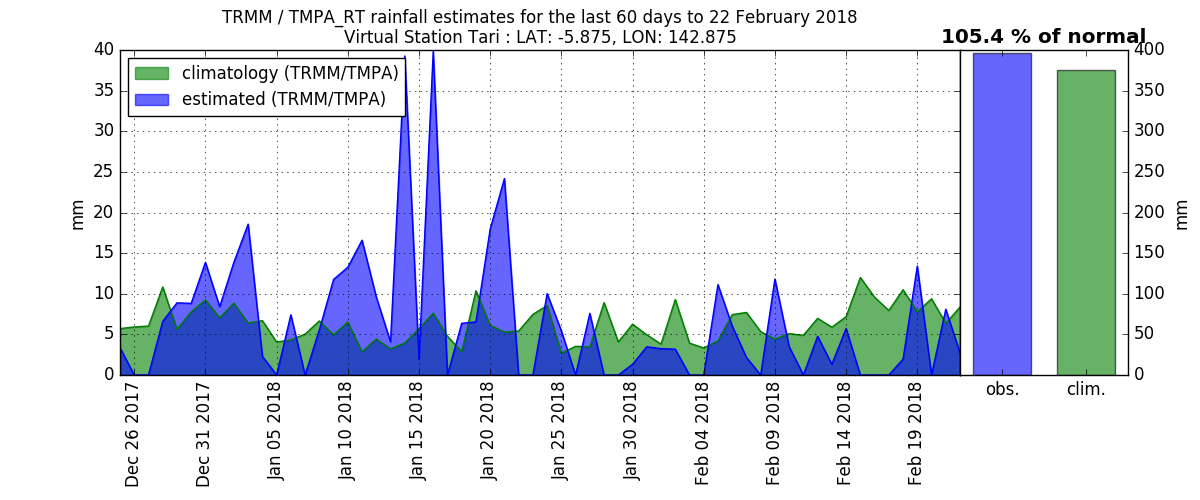 TRMM / TMPA_RT rainfall estimates for the last 60 days to 22 February 2018
Virtual Station Tari : LAT: -5.875, LON: 142.875
105.4 % of normal
climatology (TRMM/TMPA)
estimated (TRMM/TMPA)
mm
40
35
30
25
20
15
10
5
0
Dec 26 2017
Dec 31 2017
Jan 05 2018
Jan 10 2018
Jan 15 2018
Jan 20 2018
Jan 25 2018
Jan 30 2018
Feb 04 2018
Feb 09 2018
Feb 14 2018
Feb 19 2018
obs.
clim.
400
350
300
250
200
150
100
50
0
mm